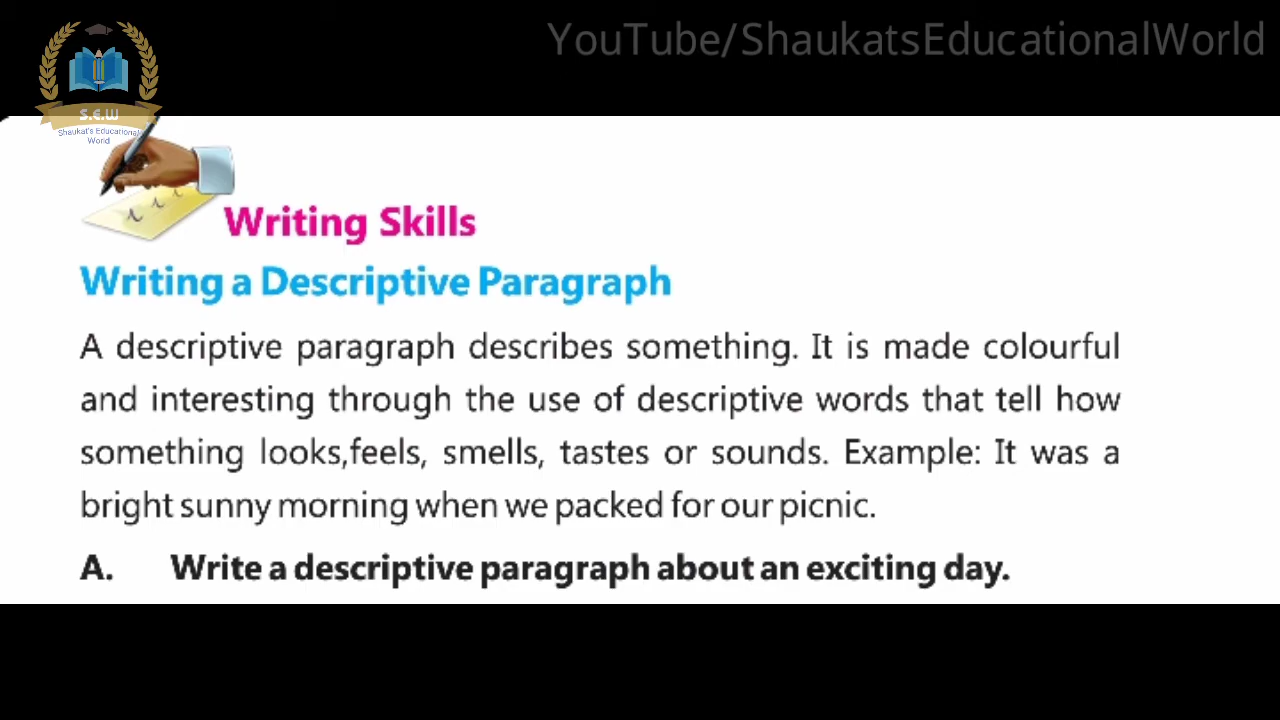 YouTube/ShaukatsEducationalWorld
S.E.W
Shaukat's Educational
World
Writing Skills
Writing a Descriptive Paragraph
A descriptive paragraph describes something. It is made colourful
and interesting through the use of descriptive words that tell how
something looks,feels, smells, tastes or sounds. Example: It was a
bright sunny morning when we packed for our picnic.
A. Write a descriptive paragraph about an exciting day.